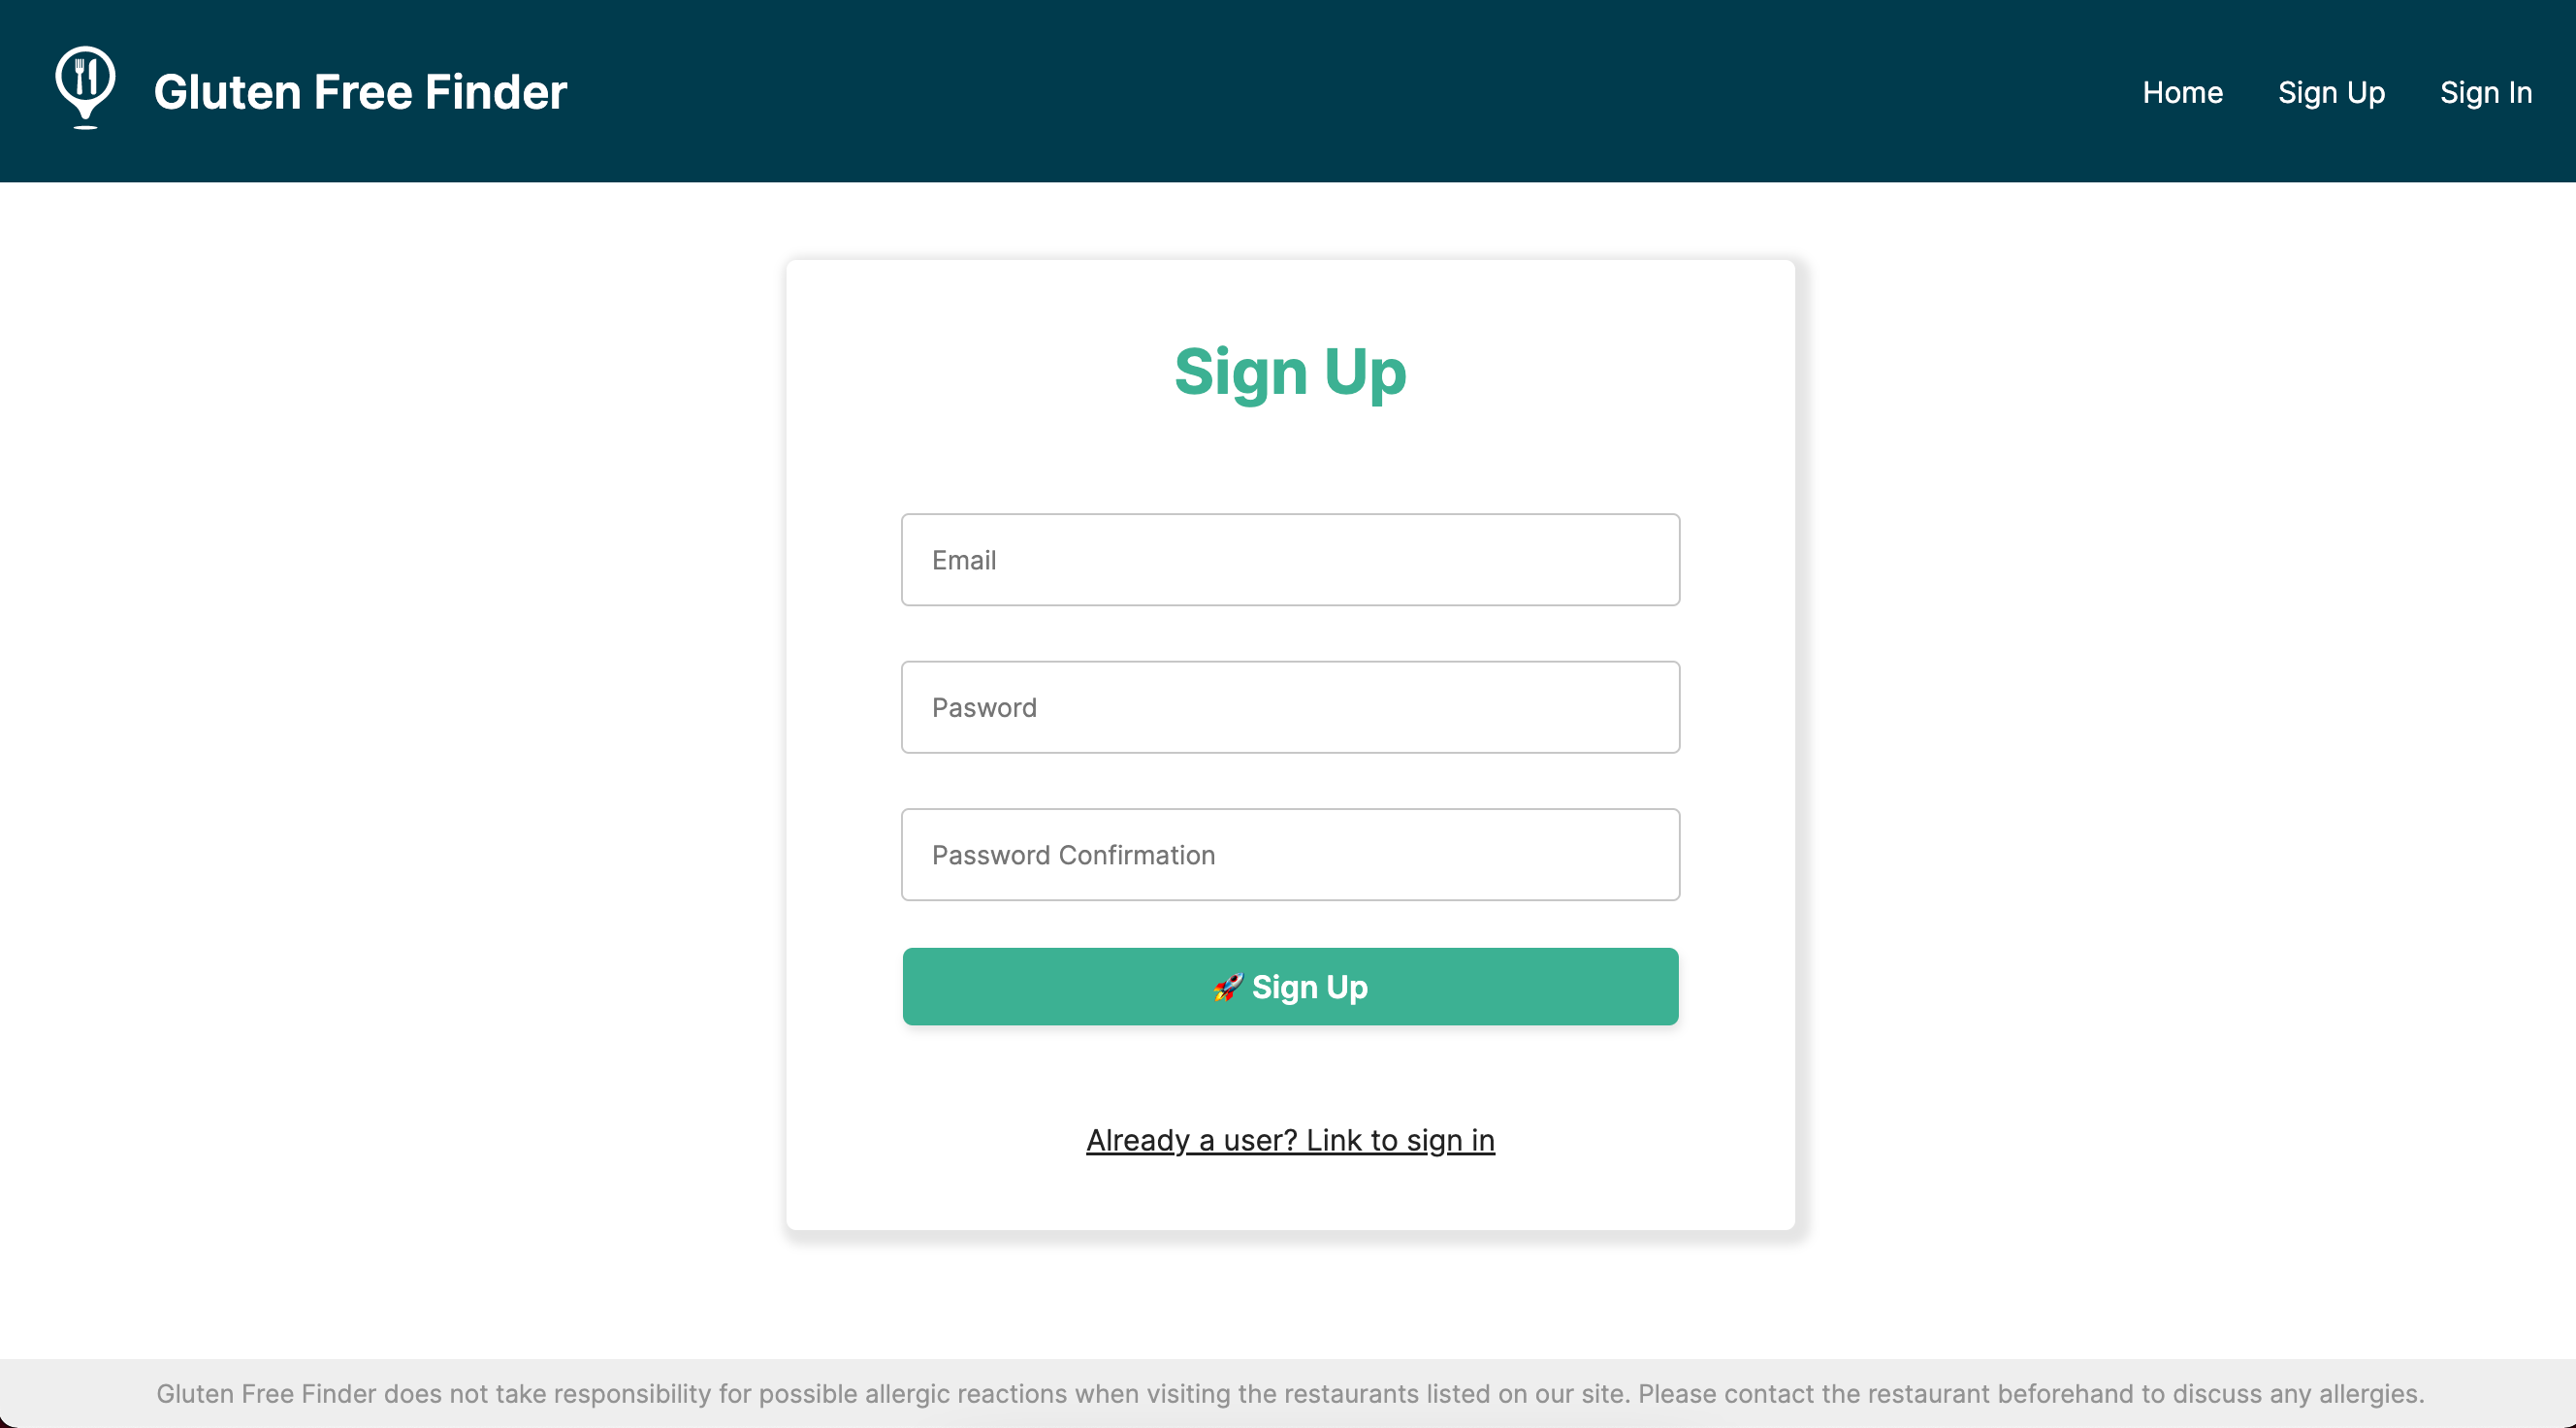 Gluten Free Finder
Home
Sign Up
Sign In
Sign Up
Email
Pasword
Password Confirmation
🚀 Sign Up
Already a user? Link to sign in
Gluten Free Finder does not take responsibility for possible allergic reactions when visiting the restaurants listed on our site. Please contact the restaurant beforehand to discuss any allergies.